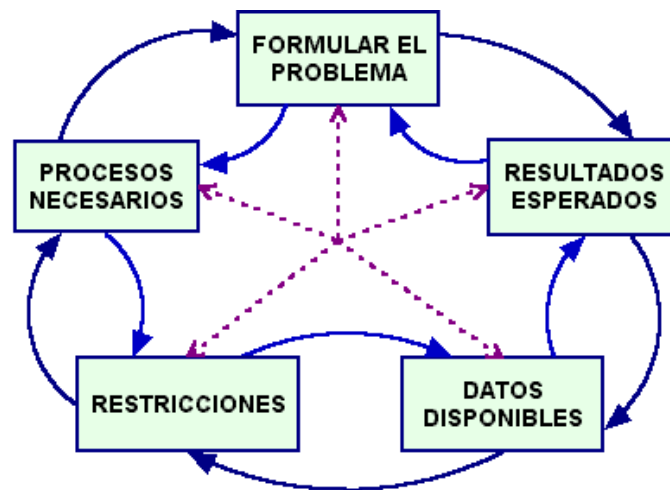 FORMULAR EL
PROBLEMA
PROCESOS
NECESARIOS
RESULTADOS
ESPERADOS
RESTRICCIONES
DATOS
DISPONIBLES